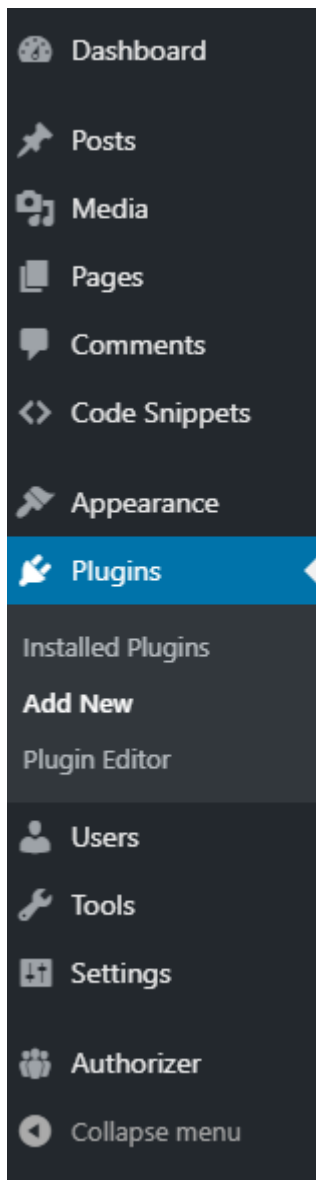 Dashboard
Posts
Media
Pages
Comments
Code Snippets
Appearance
Plugins
Installed Plugins
Add New
Plugin Editor
Users
Tools
Settings
Authorizer
Collapse menu